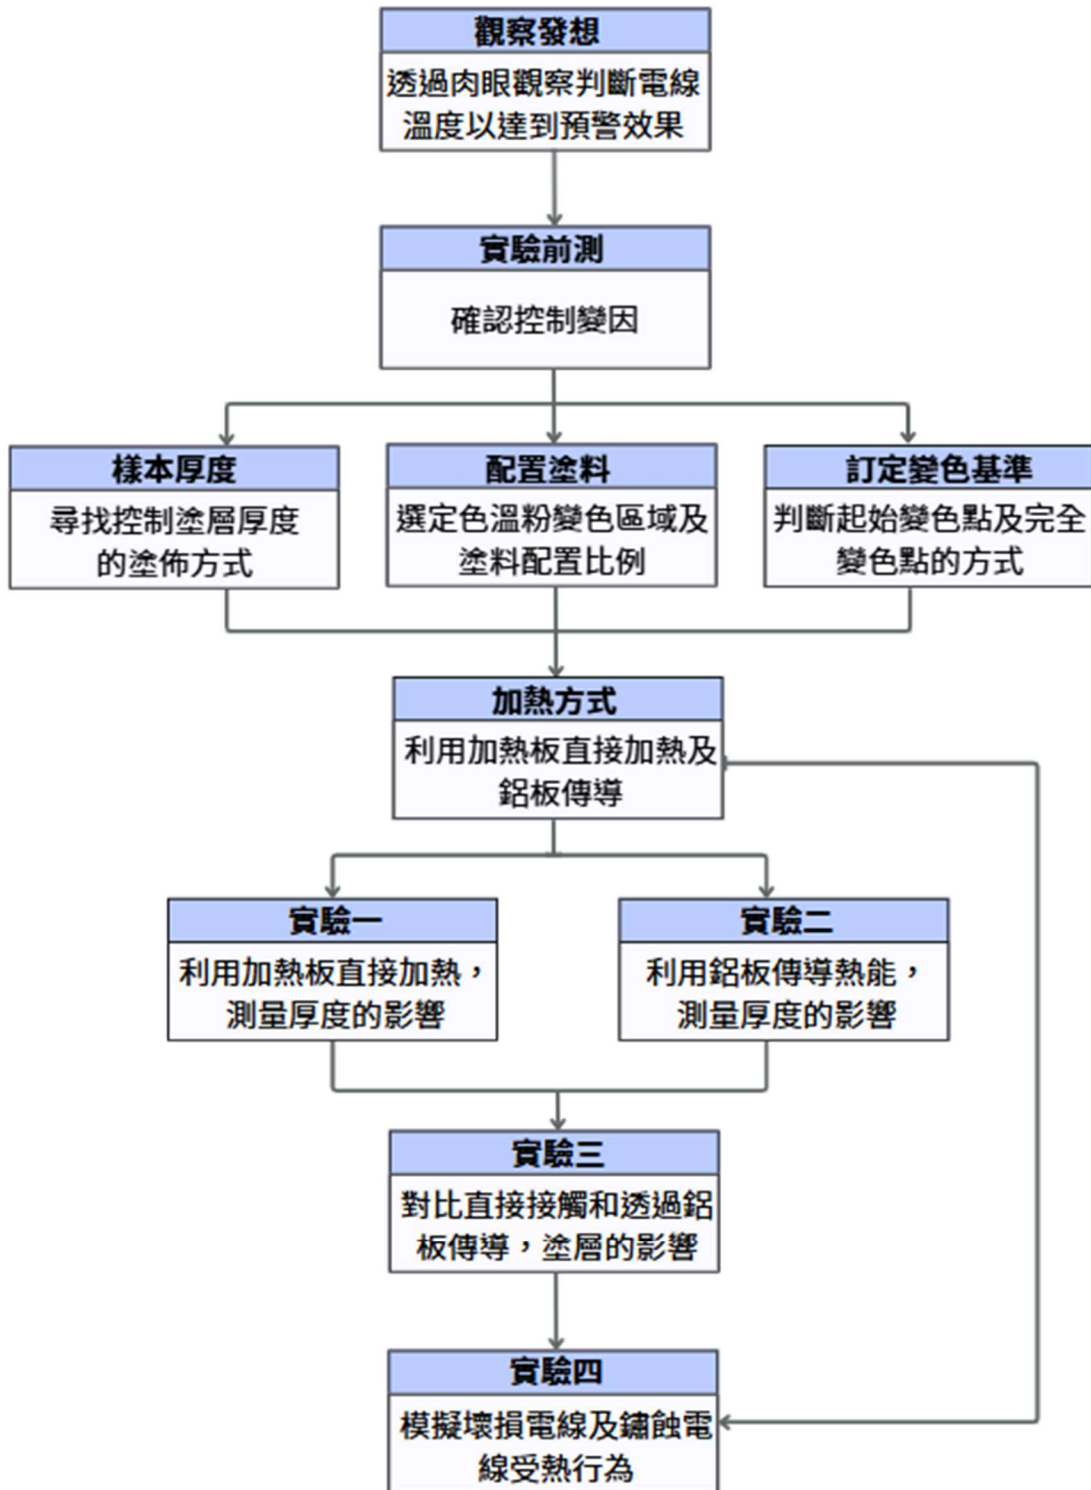 觀察發想
透過肉眼觀察判斷電線
溫度以達到預警效果
實驗前測
確認控制變因
樣本厚度
尋找控制塗層厚度
的塗佈方式
配置塗料
選定色溫粉變色區域及
塗料配置比例
訂定變色基準
判斷起始變色點及完全
變色點的方式
加熱方式
利用加熱板直接加熱及
鋁板傳導
實驗一
利用加熱板直接加熱，
測量厚度的影響
實驗二
利用鋁板傳導熱能，
測量厚度的影響
實驗三
對比直接接觸和透過鋁
板傳導，塗層的影響
實驗四
模擬壞損電線及鏽蝕電
線受熱行為